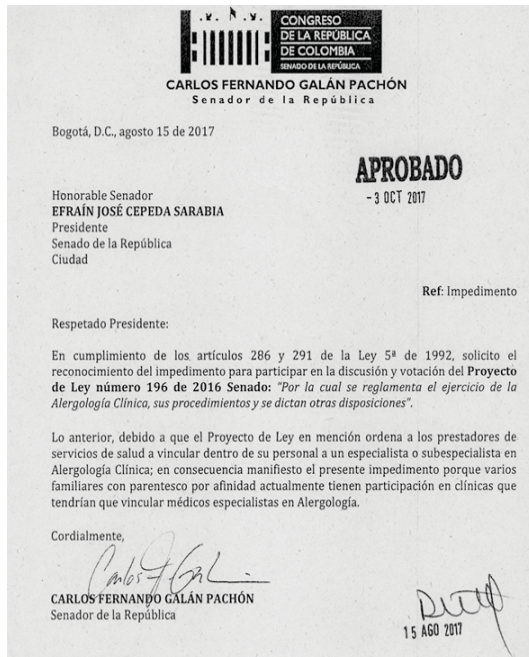 CONGRESO
DE LA REPÚBLICA
DE COLOMBIA
SENADO DE LA REPÚBLICA
CARLOS FERNANDO GALÁN PACHÓN
Senador de la República
Bogotá, D.C., agosto 15 de 2017
APROBADO
- 3 OCT 2017
Honorable Senador
EFRAÍN JOSÉ CEPEDA SARABIA
Presidente
Senado de la República
Ciudad
Ref: Impedimento
Respetado Presidente:
En cumplimiento de los artículos 286 y 291 de la Ley 5ª de 1992, solicito el
reconocimiento del impedimento para participar en la discusión y votación del Proyecto
de Ley número 196 de 2016 Senado: "Por la cual se reglamenta el ejercicio de la
Alergología Clínica, sus procedimientos y se dictan otras disposiciones".
Lo anterior, debido a que el Proyecto de Ley en mención ordena a los prestadores de
servicios de salud a vincular dentro de su personal a un especialista o subespecialista en
Alergología Clínica; en consecuencia manifiesto el presente impedimento porque varios
familiares con parentesco por afinidad actualmente tienen participación en clínicas que
tendrían que vincular médicos especialistas en Alergología.
Cordialmente,
CARLOS FERNANDO GALÁN PACHÓN
Senador de la República
15 AGO 2017